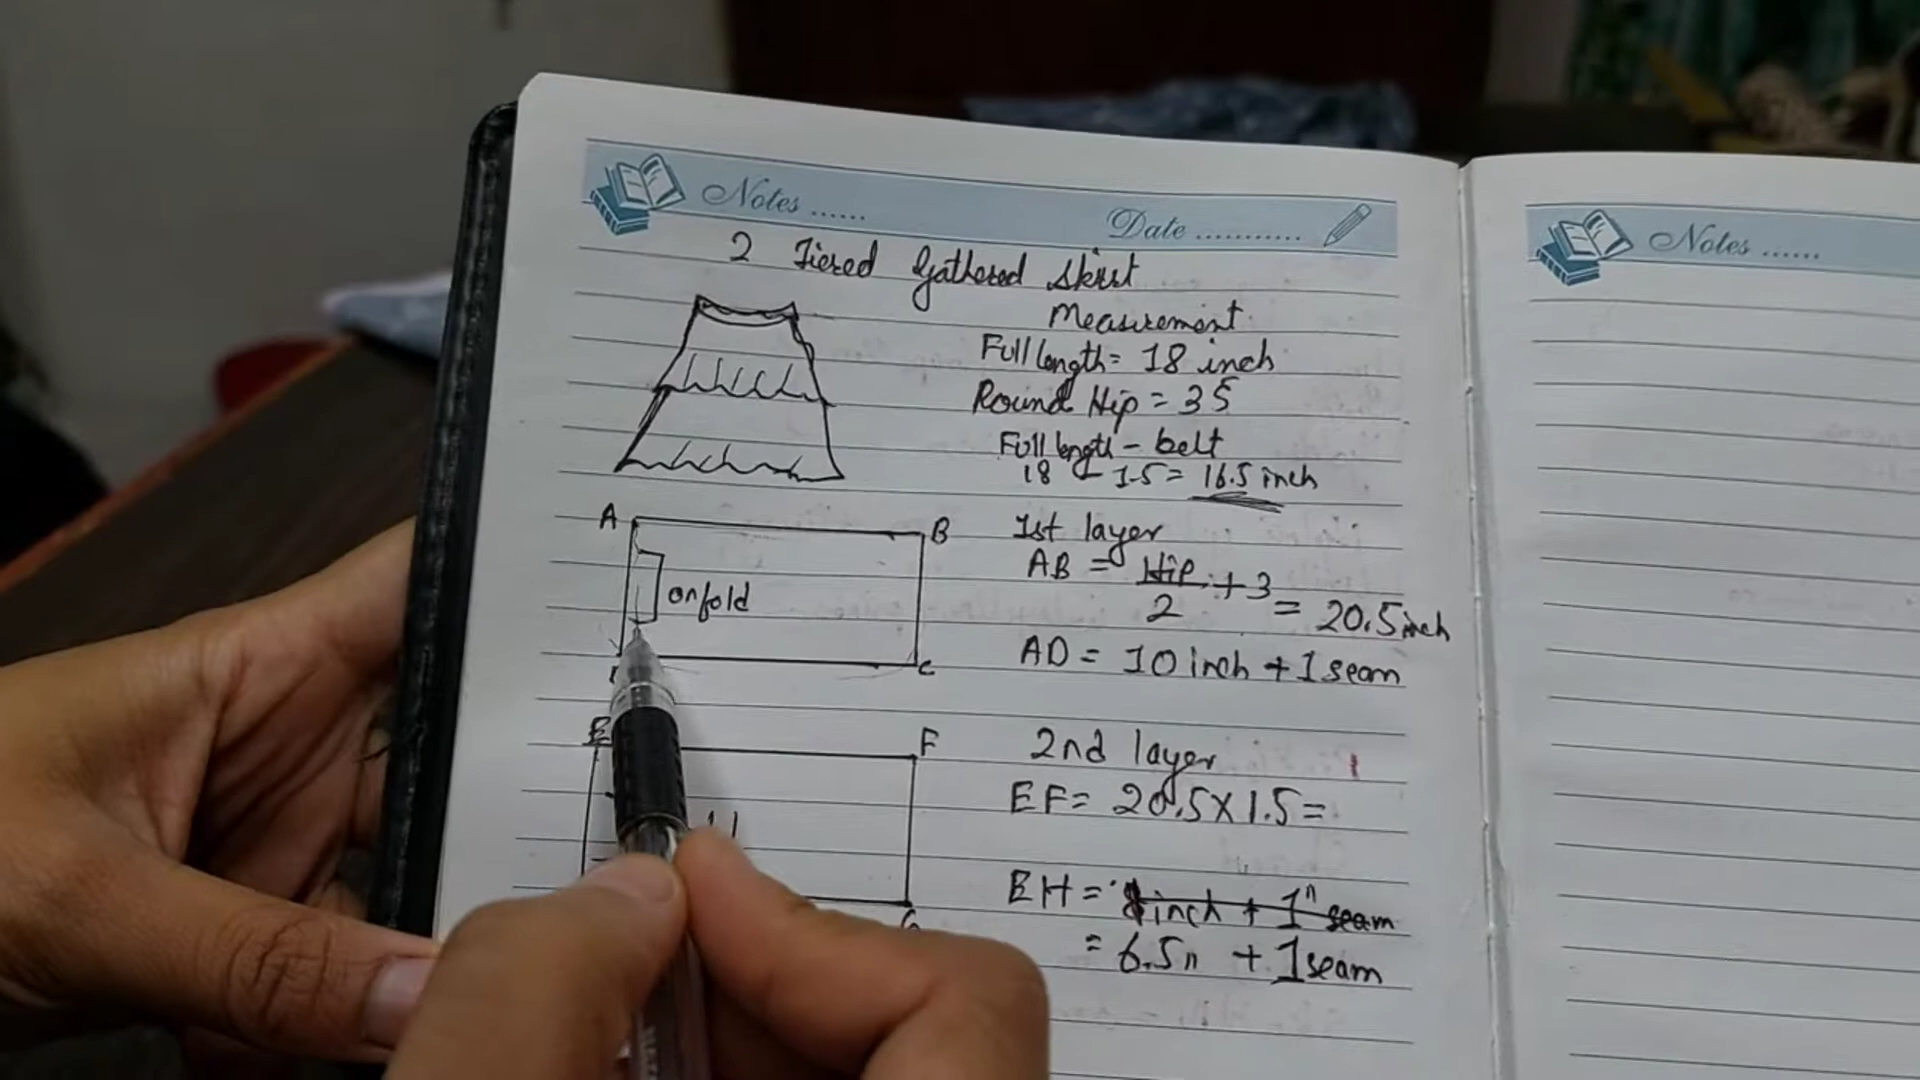 Notes ......
Date ............
Notes ......
2 Tiered Gathered Skirt
Measurement
Full length = 18 inch
Round Hip = 35
Full length - belt
18 - 1.5 = 16.5 inch
A
B
onfold
C
1st layer
AB = Hip/2 + 3 = 20.5 inch
AD = 10 inch + 1 seam
E
F
G
2nd layer
EF = 20.5 X 1.5 =
EH = 8 inch + 1" seam
= 6.5" + 1 seam